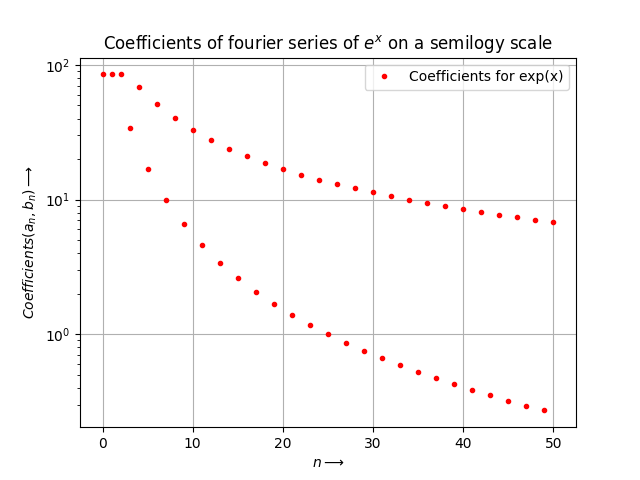 Coefficients of fourier series of e^x on a semilogy scale
Coefficients for exp(x)
Coefficients(a_n, b_n) ⟶
10^2
10^1
10^0
0 10 20 30 40 50
n ⟶